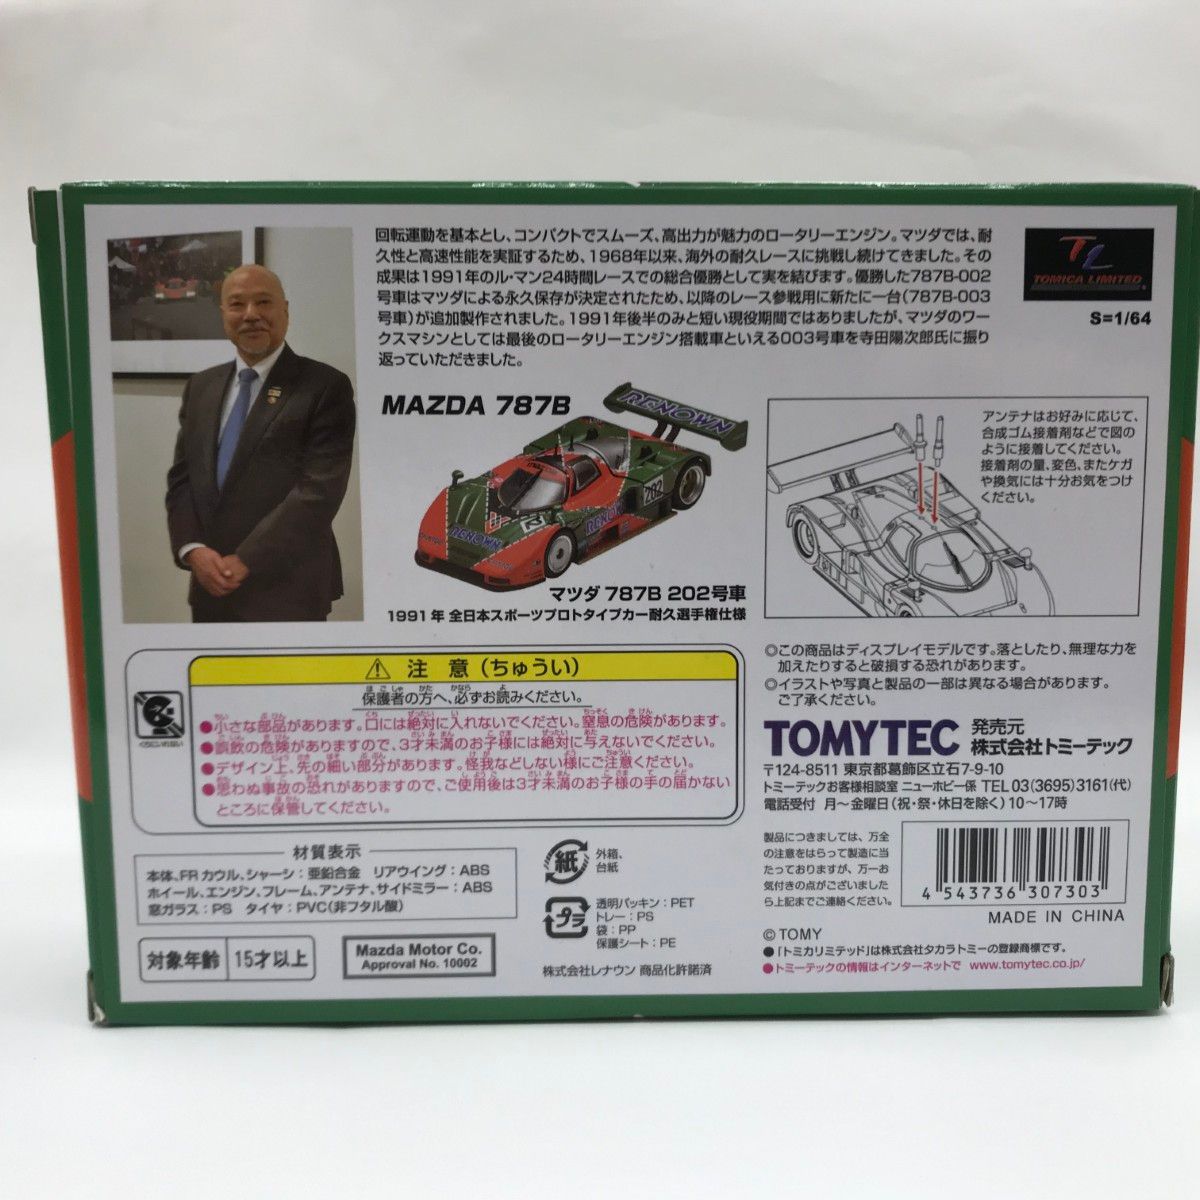 回転運動を基本とし、コンパクトでスムーズ、高出力が魅力のロータリーエンジン。マツダでは、耐
久性と高速性能を実証するため、1968年以来、海外の耐久レースに挑戦し続けてきました。その
成果は1991年のル・マン24時間レースでの総合優勝として実を結びます。優勝した787B-002
号車はマツダによる永久保存が決定されたため、以降のレース参戦用に新たに一台(787B-003
号車)が追加製作されました。1991年後半のみと短い現役期間ではありましたが、マツダのワー
クスマシンとしては最後のロータリーエンジン搭載車といえる003号車を寺田陽次郎氏に振り
返っていただきました。
TL
TOMICA LIMITED
S=1/64
MAZDA 787B
RENOWN
202
RENOWN
RENOWN
マツダ 787B 202号車
1991年 全日本スポーツプロトタイプカー耐久選手権仕様
アンテナはお好みに応じて、
合成ゴム接着剤などで図の
ように接着してください。
接着剤の量、変色、またケガ
や換気には十分お気をつけ
ください。
⚠ 注意(ちゅうい)
保護者の方へ、必ずお読みください。
●小さな部品があります。口には絶対に入れないでください。窒息の危険があります。
●誤飲の危険がありますので、3才未満のお子様には絶対に与えないでください。
●デザイン上、先の細い部分があります。怪我などしない様にご注意ください。
●思わぬ事故の恐れがありますので、ご使用後は3才未満のお子様の手の届かない
ところに保管してください。
くちにいれない
◎この商品はディスプレイモデルです。落としたり、無理な力を
加えたりすると破損する恐れがあります。
◎イラストや写真と製品の一部は異なる場合があります。
ご了承ください。
TOMYTEC
発売元
株式会社トミーテック
〒124-8511 東京都葛飾区立石7-9-10
トミーテックお客様相談室 ニューホビー係 TEL 03(3695)3161(代)
電話受付 月〜金曜日(祝・祭・休日を除く)10〜17時
材質表示
本体、FRカウル、シャーシ:亜鉛合金 リアウイング:ABS
ホイール、エンジン、フレーム、アンテナ、サイドミラー:ABS
窓ガラス:PS タイヤ:PVC(非フタル酸)
対象年齢 15才以上
Mazda Motor Co.
Approval No. 10002
紙
外箱、
台紙
プラ
透明パッキン:PET
トレー:PS
袋:PP
保護シート:PE
株式会社レナウン 商品化許諾済
製品につきましては、万全
の注意をはらって製造に当
たっておりますが、万一お
気付きの点がございました
ら上記までご連絡ください。
4 543736 307303
MADE IN CHINA
© TOMY
●「トミカリミテッド」は株式会社タカラトミーの登録商標です。
●トミーテックの情報はインターネットで www.tomytec.co.jp/